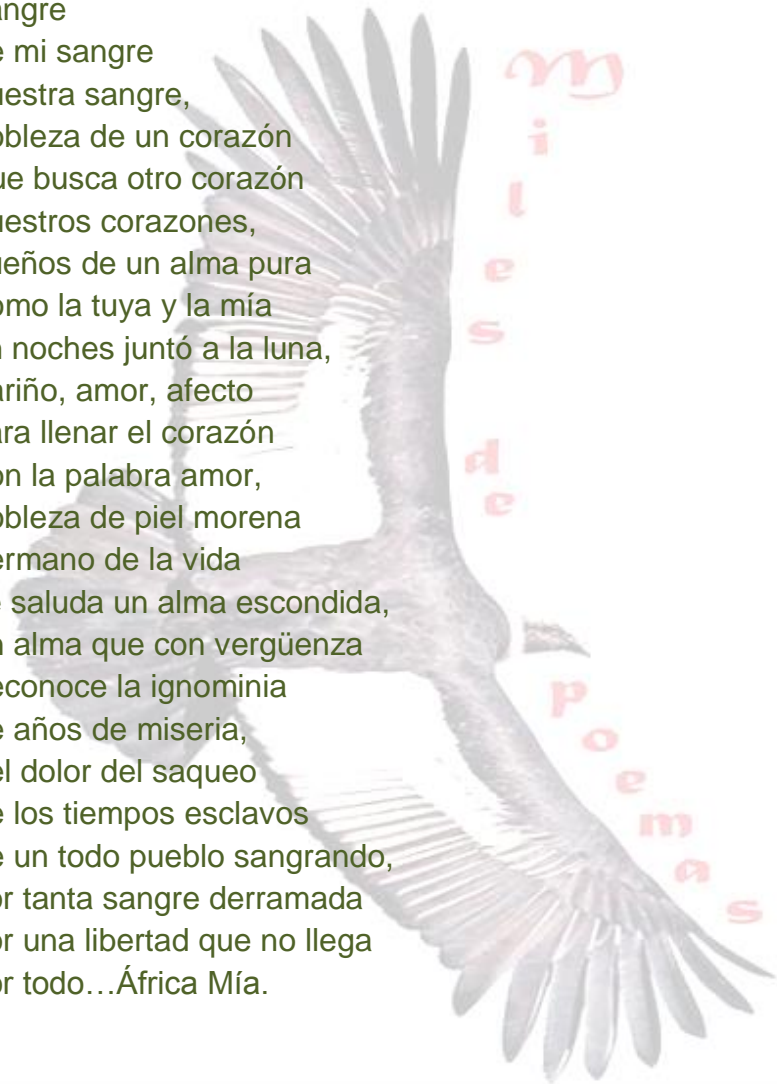 angre
e mi sangre
uestra sangre,
obleza de un corazón
ue busca otro corazón
uestros corazones,
ueños de un alma pura
omo la tuya y la mía
n noches juntó a la luna,
ariño, amor, afecto
ara llenar el corazón
on la palabra amor,
obleza de piel morena
ermano de la vida
e saluda un alma escondida,
n alma que con vergüenza
econoce la ignominia
e años de miseria,
el dolor del saqueo
e los tiempos esclavos
e un todo pueblo sangrando,
or tanta sangre derramada
or una libertad que no llega
or todo…África Mía.
Miles de poemas